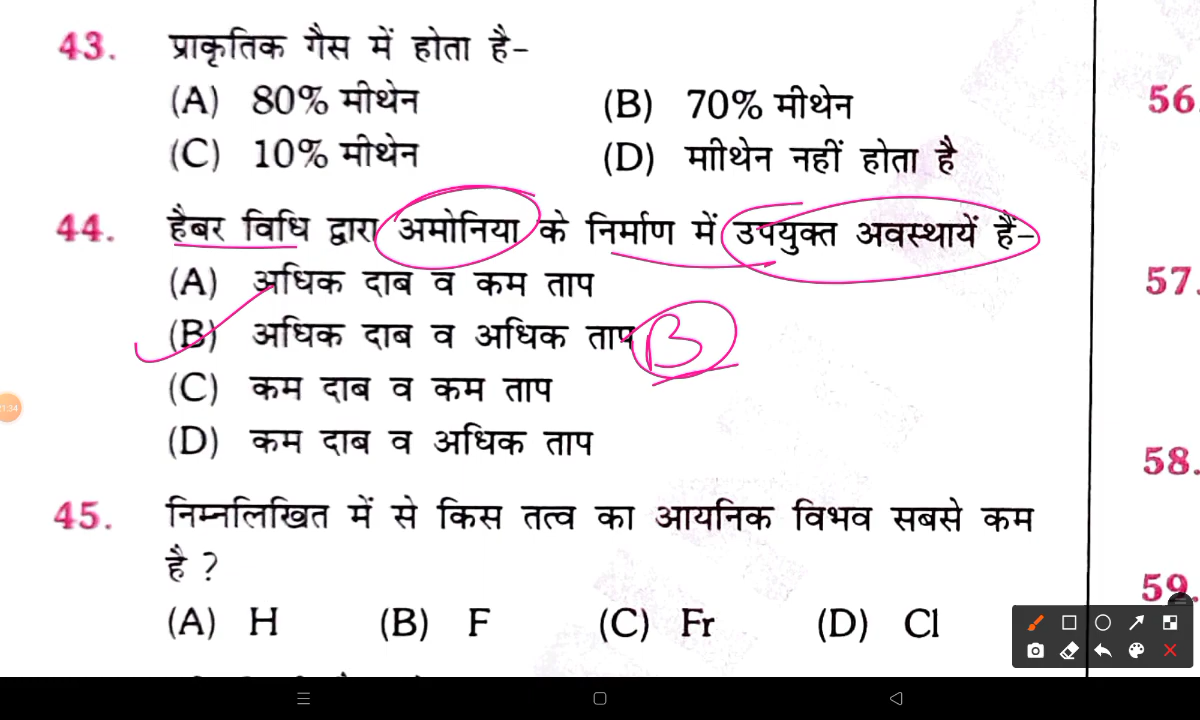 43. प्राकृतिक गैस में होता है-
(A) 80% मीथेन (B) 70% मीथेन
(C) 10% मीथेन (D) माीथेन नहीं होता है
56.
44. हैबर विधि द्वारा अमोनिया के निर्माण में उपयुक्त अवस्थायें हैं-
(A) अधिक दाब व कम ताप
57.
(B) अधिक दाब व अधिक ताप B
(C) कम दाब व कम ताप
(D) कम दाब व अधिक ताप
58.
45. निम्नलिखित में से किस तत्व का आयनिक विभव सबसे कम
है ?
59.
(A) H (B) F (C) Fr (D) Cl